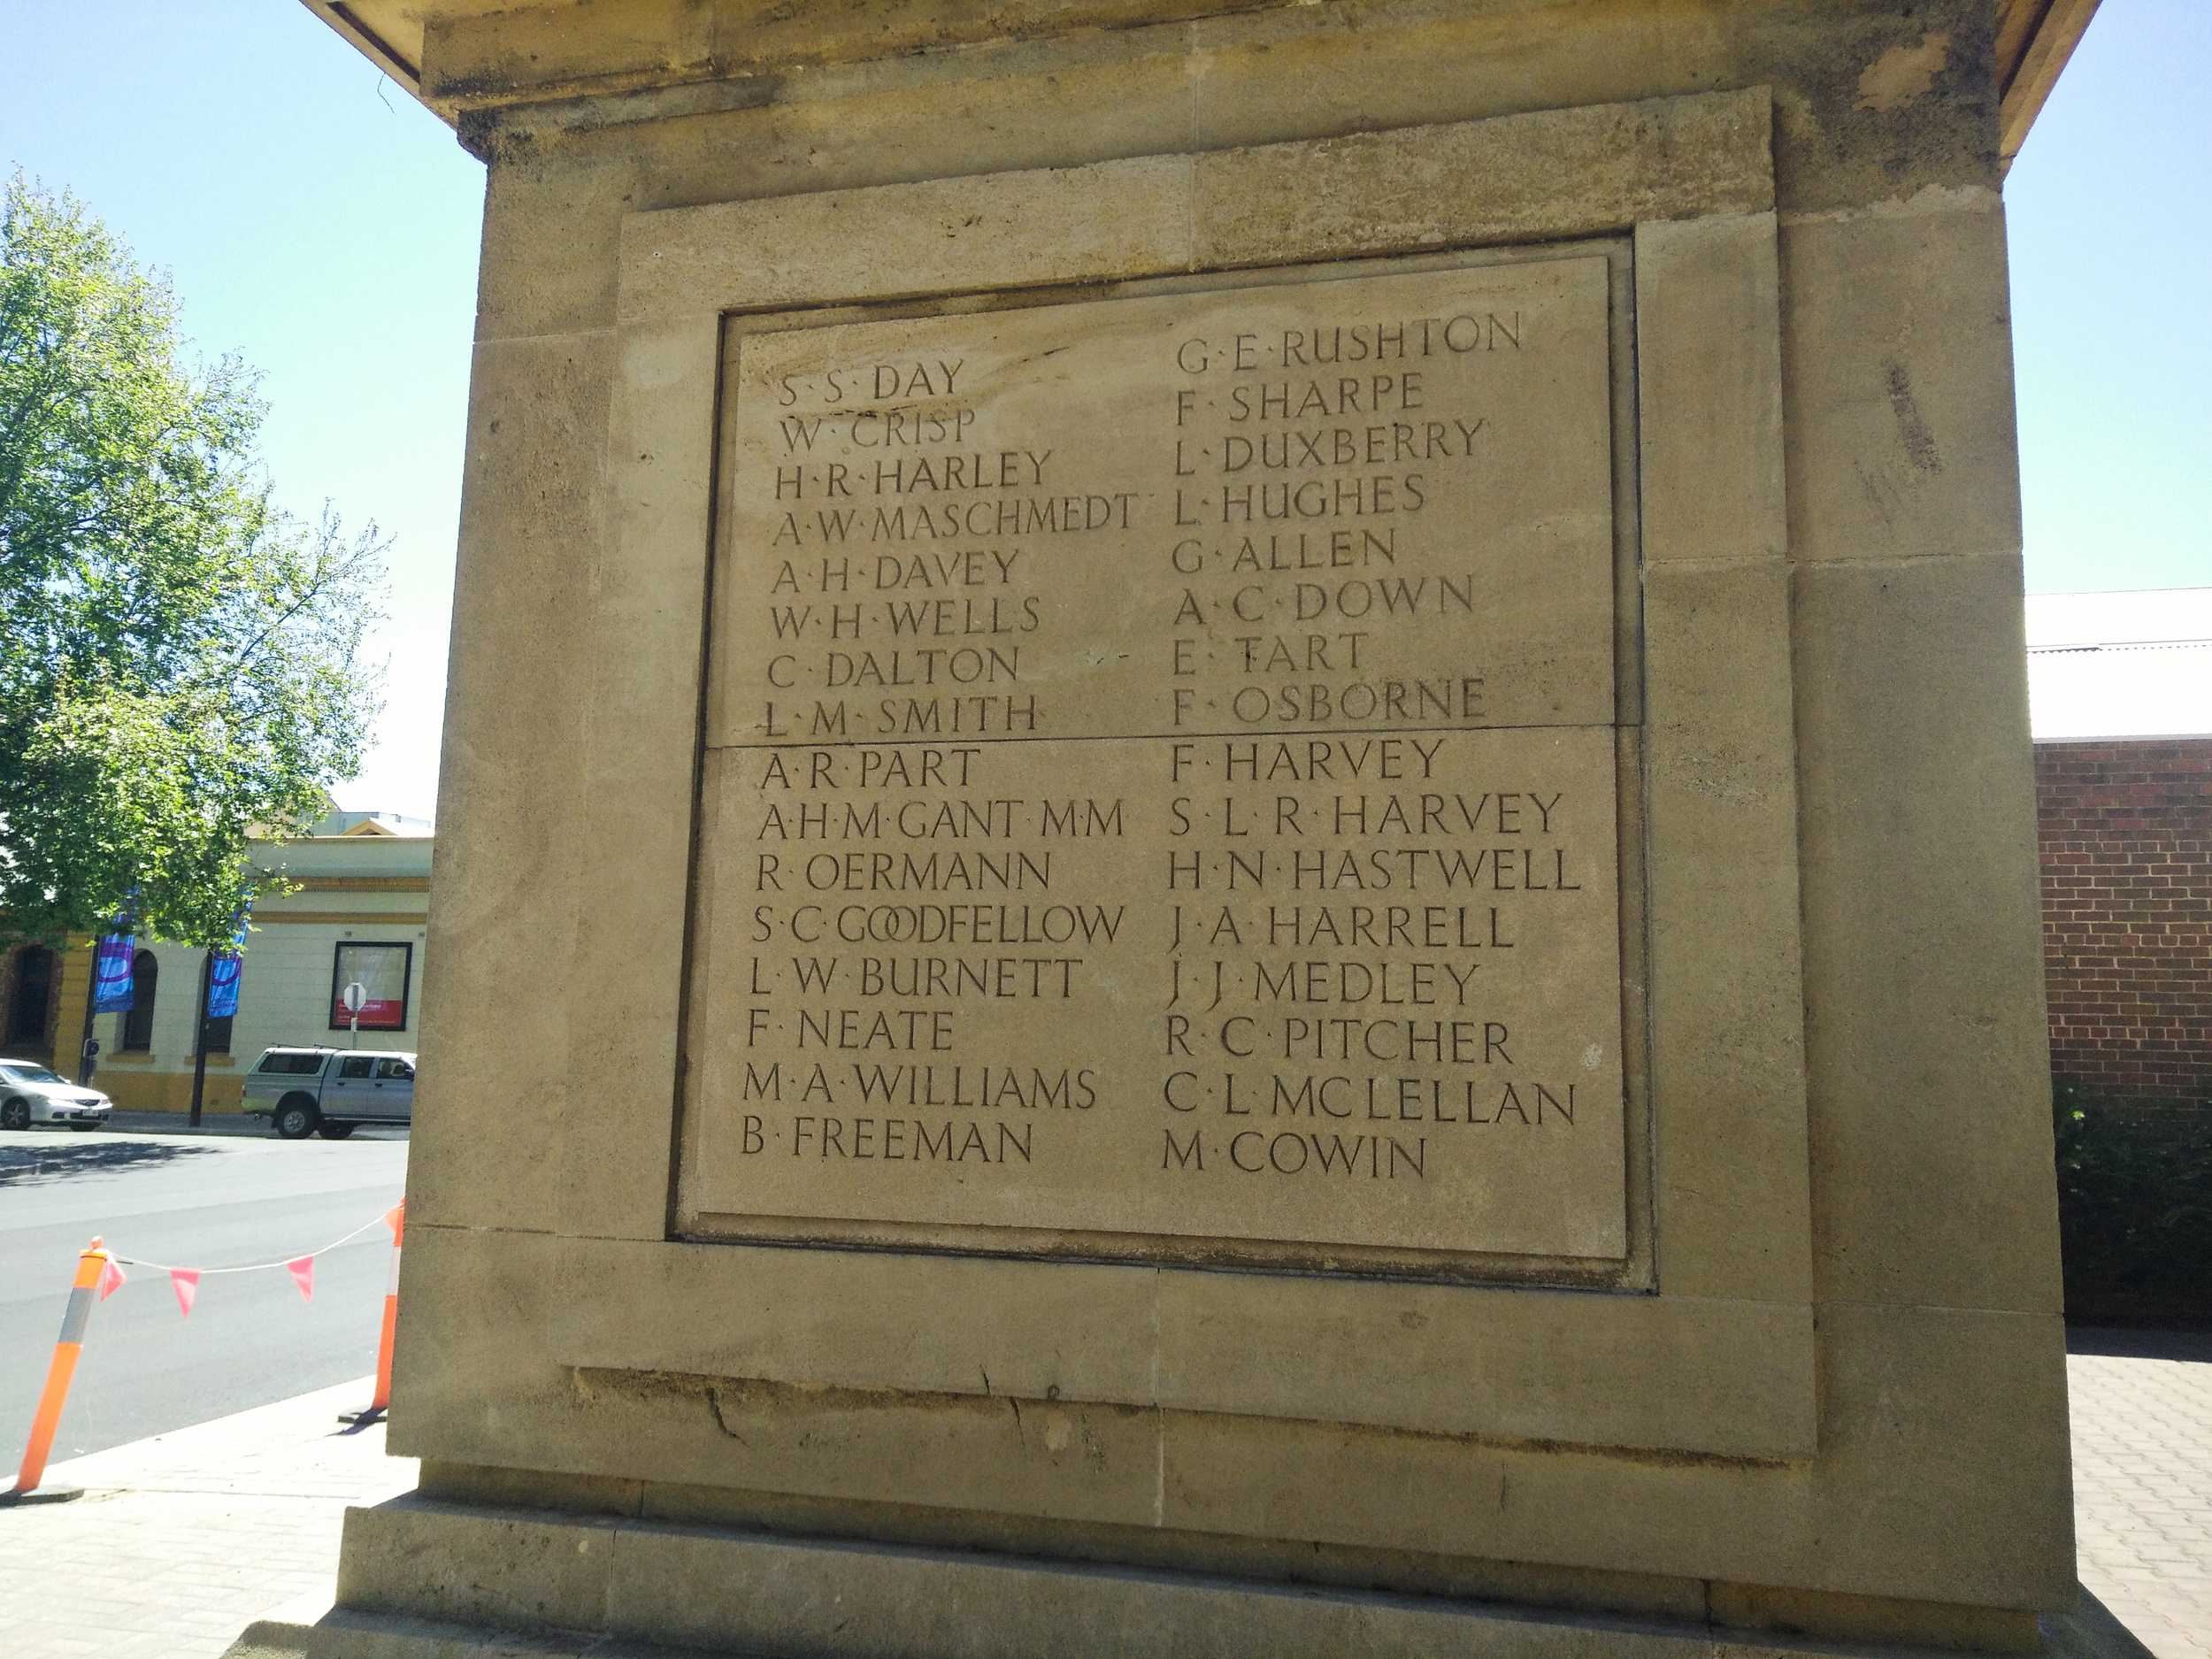 S·S·DAY
W·CRISP
H·R·HARLEY
A·W·MASCHMEDT
A·H·DAVEY
W·H·WELLS
C·DALTON
L·M·SMITH
A·R·PART
A·H·M·GANT·M·M
R·OERMANN
S·C·GOODFELLOW
L·W·BURNETT
F·NEATE
M·A·WILLIAMS
B·FREEMAN
G·E·RUSHTON
F·SHARPE
L·DUXBERRY
L·HUGHES
G·ALLEN
A·C·DOWN
E·TART
F·OSBORNE
F·HARVEY
S·L·R·HARVEY
H·N·HASTWELL
J·A·HARRELL
J·J·MEDLEY
R·C·PITCHER
C·L·MCLELLAN
M·COWIN